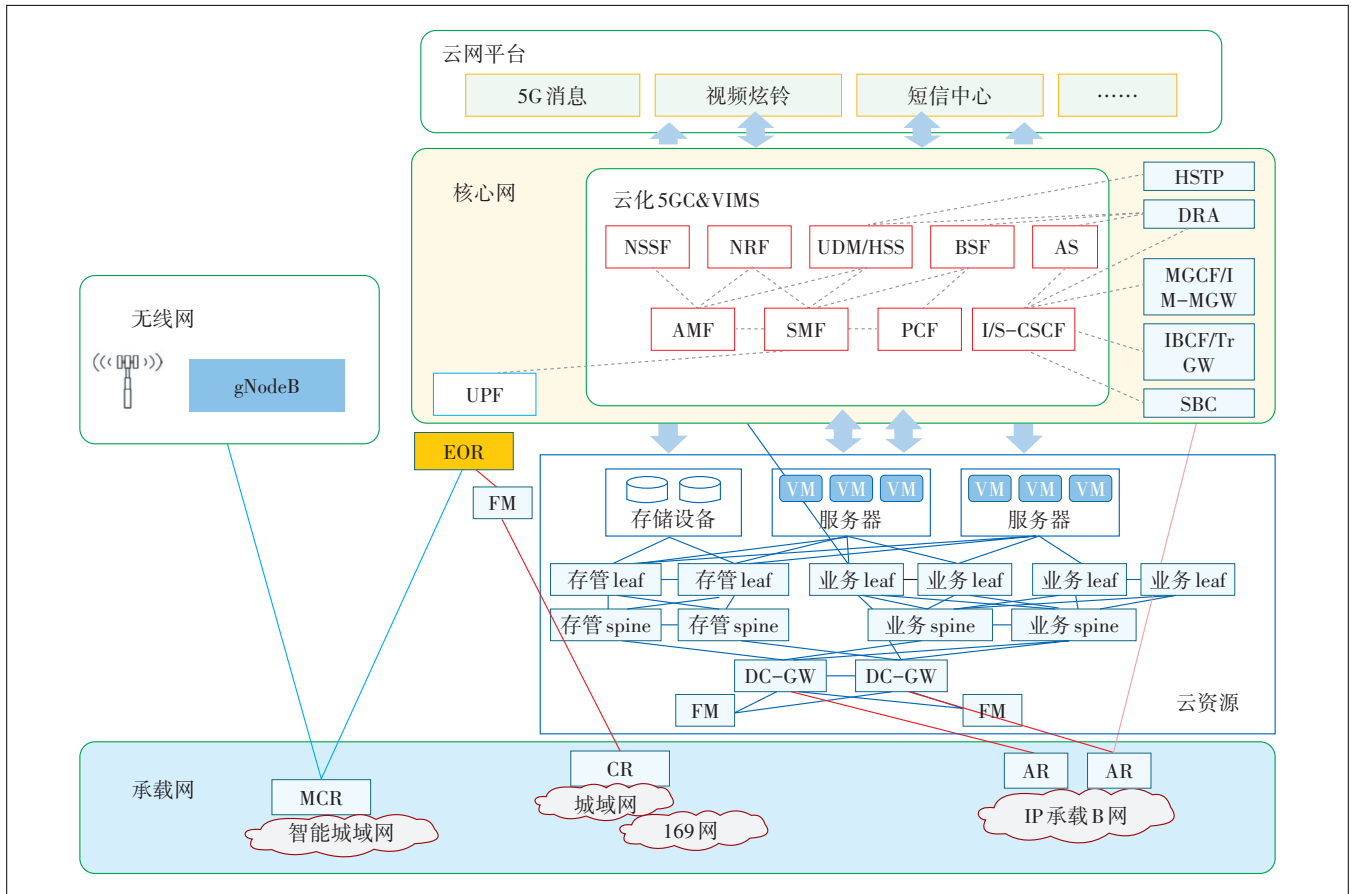 云网平台
5G消息
视频炫铃
短信中心
……
核心网
云化5GC&VIMS
HSTP
DRA
NSSF
NRF
UDM/HSS
BSF
AS
MGCF/I
M-MGW
无线网
AMF
SMF
PCF
I/S-CSCF
IBCF/Tr
GW
gNodeB
UPF
SBC
EOR
FM
VM
VM
VM
VM
VM
VM
存储设备
服务器
服务器
存管leaf
存管leaf
业务leaf
业务leaf
业务leaf
业务leaf
存管spine
存管spine
业务spine
业务spine
DC-GW
DC-GW
FM
FM
云资源
承载网
MCR
CR
AR
AR
智能城域网
城域网
169网
IP承载B网